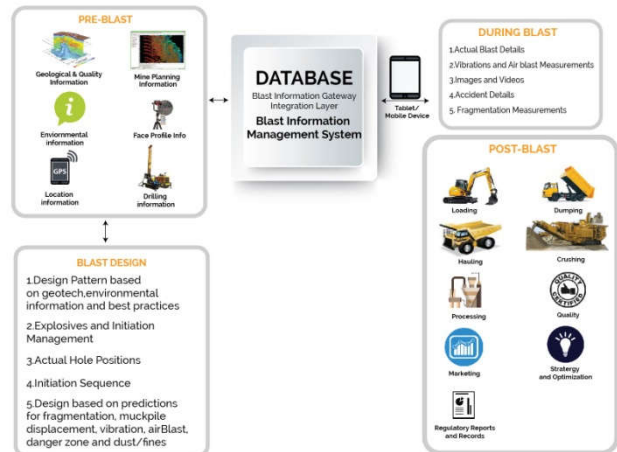 PRE-BLAST
Geological & Quality
Information
Mine Planning
Information
Enviornmental
information
Face Profile Info
GPS
Location
information
Drilling
information
BLAST DESIGN
1.Design Pattern based
on geotech,environmental
information and best practices
2.Explosives and Initiation
Management
3.Actual Hole Positions
4.Initiation Sequence
5.Design based on predictions
for fragmentation, muckpile
displacement, vibration, airBlast,
danger zone and dust/fines
DATABASE
Blast Information Gateway
Integration Layer
Blast Information
Management System
Tablet/
Mobile Device
DURING BLAST
1.Actual Blast Details
2.Vibrations and Air blast Measurements
3.Images and Videos
4.Accident Details
5. Fragmentation Measurements
POST-BLAST
Loading
Dumping
Hauling
Crushing
Processing
QUALITY
CERTIFIED
Quality
Marketing
Stratergy
and Optimization
Regulatory Reports
and Records